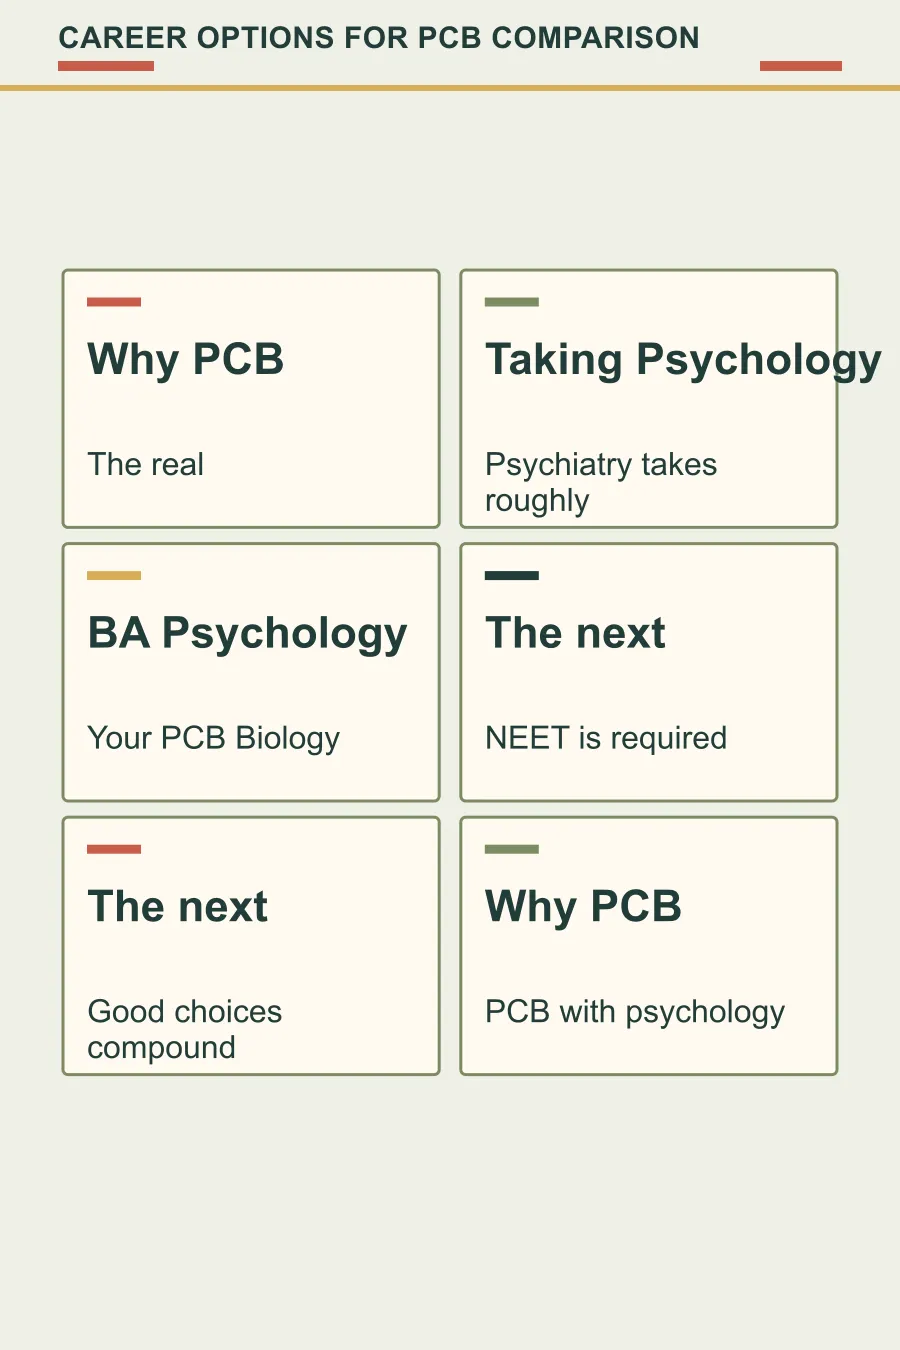 CAREER OPTIONS FOR PCB COMPARISON
Why PCB
The real
Taking Psychology
Psychiatry takes
roughly
BA Psychology
Your PCB Biology
The next
NEET is required
The next
Good choices
compound
Why PCB
PCB with psychology